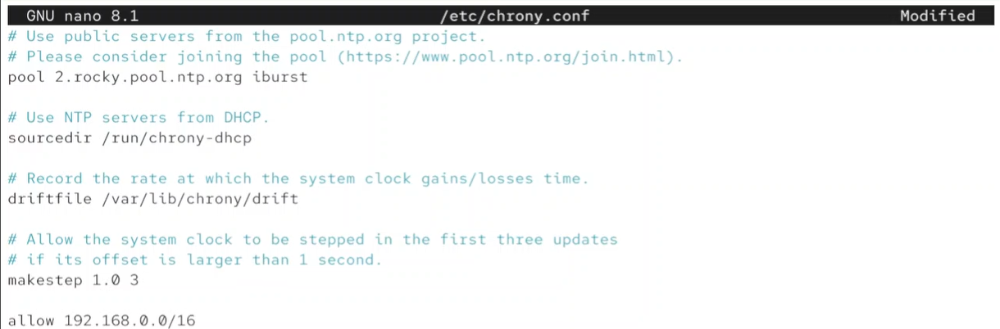 GNU nano 8.1 /etc/chrony.conf Modified
# Use public servers from the pool.ntp.org project.
# Please consider joining the pool (https://www.pool.ntp.org/join.html).
pool 2.rocky.pool.ntp.org iburst
# Use NTP servers from DHCP.
sourcedir /run/chrony-dhcp
# Record the rate at which the system clock gains/losses time.
driftfile /var/lib/chrony/drift
# Allow the system clock to be stepped in the first three updates
# if its offset is larger than 1 second.
makestep 1.0 3
allow 192.168.0.0/16